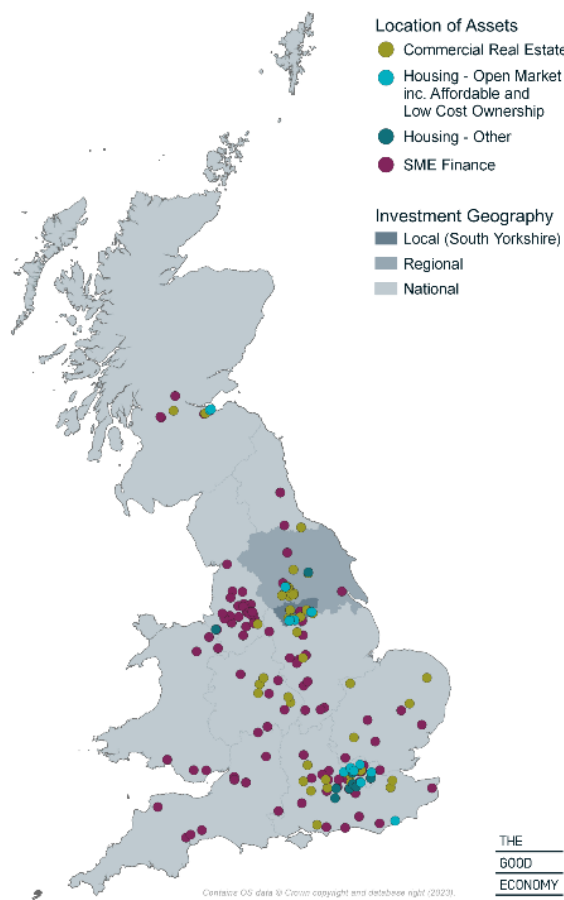 Location of Assets
Commercial Real Estate
Housing - Open Market
inc. Affordable and
Low Cost Ownership
Housing - Other
SME Finance
Investment Geography
Local (South Yorkshire)
Regional
National
THE
GOOD
ECONOMY
Contains OS data © Crown copyright and database right (2023).